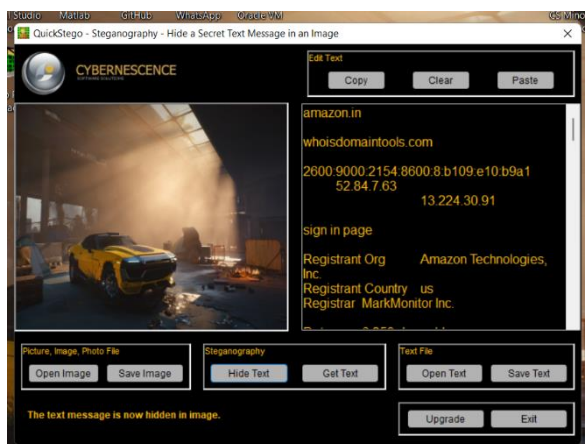 Studio Matlab GitHub WhatsApp Oracle VM CS Mino
QuickStego - Steganography - Hide a Secret Text Message in an Image
CYBERNESCENCE
SOFTWARE SOLUTIONS
Edit Text
Copy Clear Paste
amazon.in
whoisdomaintools.com
2600:9000:2154:8600:8:b109:e10:b9a1
52.84.7.63
13.224.30.91
sign in page
Registrant Org Amazon Technologies,
Inc.
Registrant Country us
Registrar MarkMonitor Inc.
Picture, Image, Photo File
Open Image Save Image
Steganography
Hide Text Get Text
Text File
Open Text Save Text
The text message is now hidden in image.
Upgrade Exit